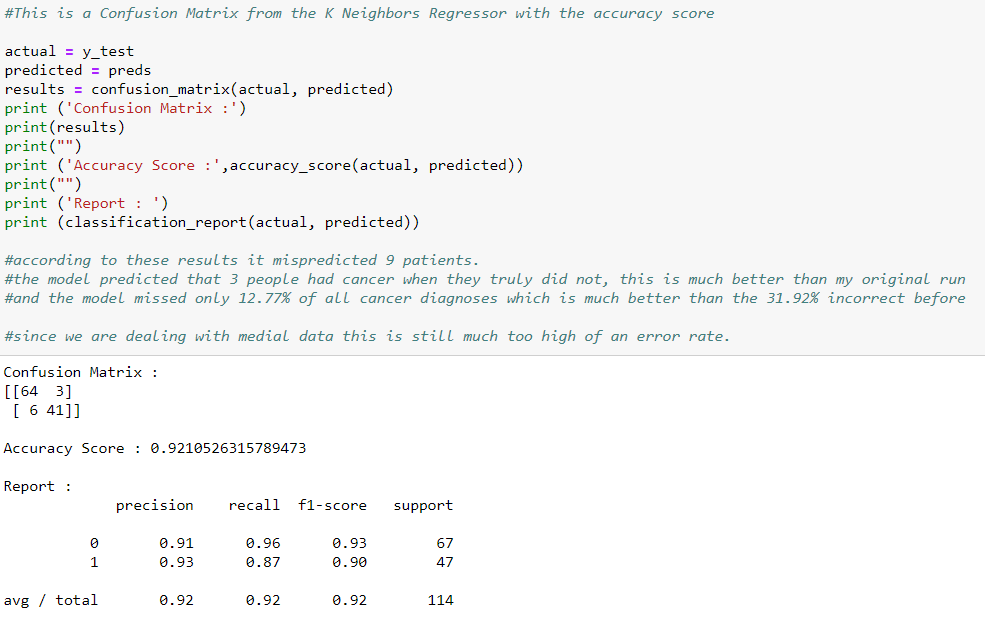 #This is a Confusion Matrix from the K Neighbors Regressor with the accuracy score
actual = y_test
predicted = preds
results = confusion_matrix(actual, predicted)
print ('Confusion Matrix :')
print(results)
print("")
print ('Accuracy Score :',accuracy_score(actual, predicted))
print("")
print ('Report : ')
print (classification_report(actual, predicted))
#according to these results it mispredicted 9 patients.
#the model predicted that 3 people had cancer when they truly did not, this is much better than my original run
#and the model missed only 12.77% of all cancer diagnoses which is much better than the 31.92% incorrect before
#since we are dealing with medial data this is still much too high of an error rate.
Confusion Matrix :
[[64  3]
 [ 6 41]]
Accuracy Score : 0.9210526315789473
Report :
precision recall f1-score support
0 0.91 0.96 0.93 67
1 0.93 0.87 0.90 47
avg / total 0.92 0.92 0.92 114